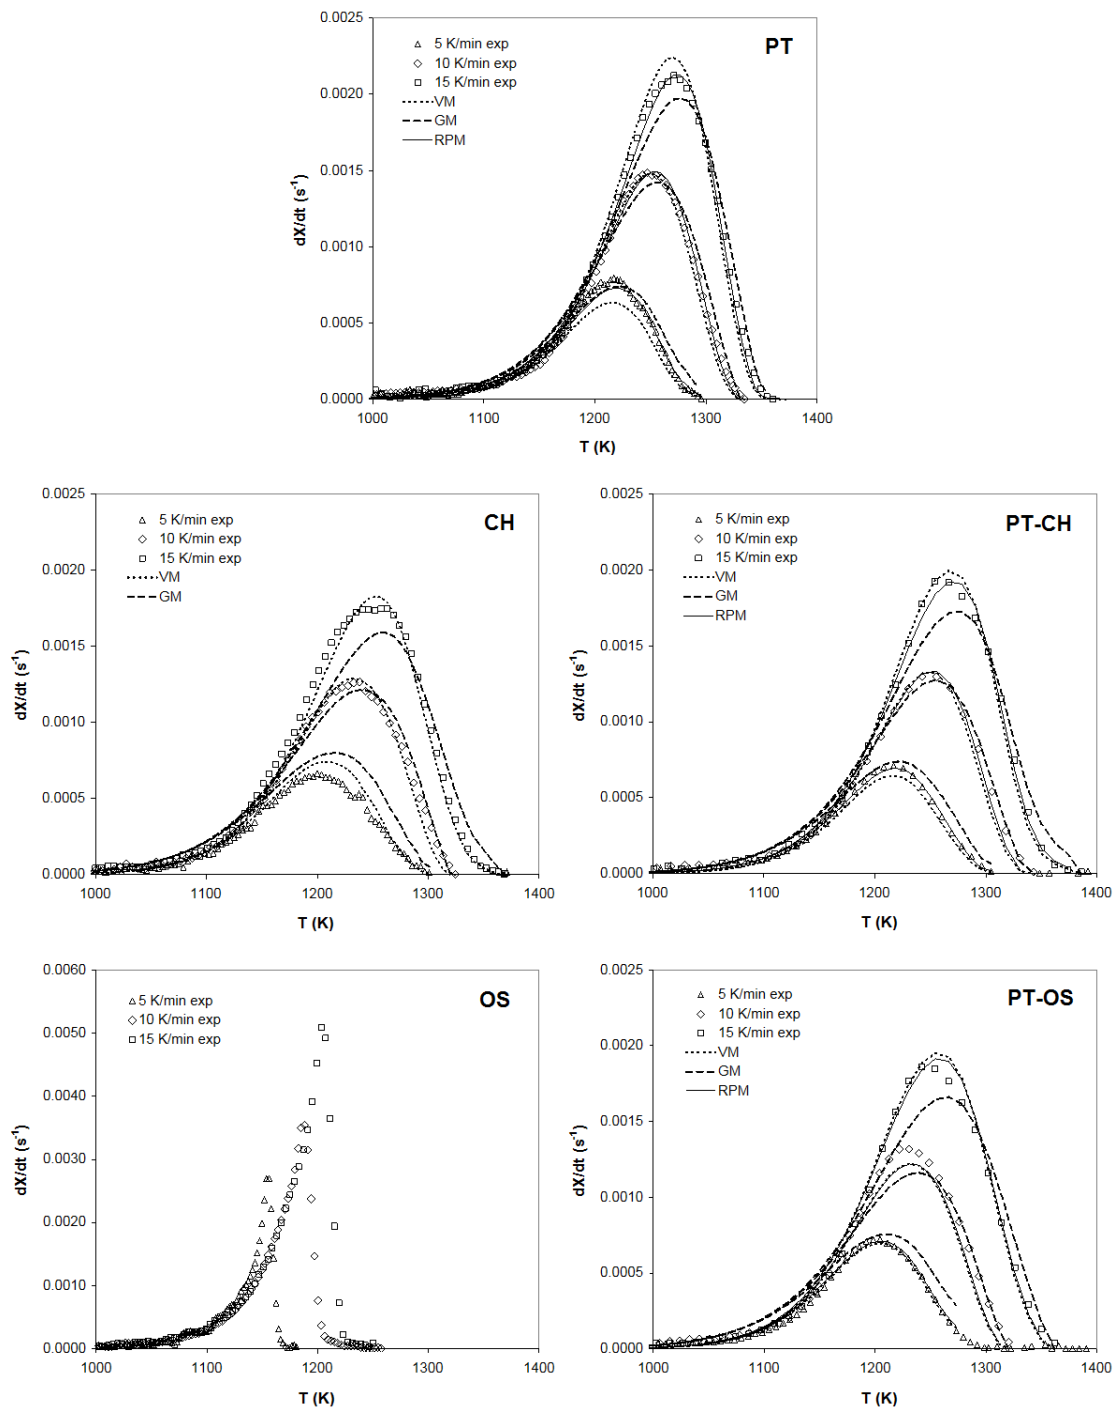 0.0025
PT
5 K/min exp
10 K/min exp
0.0020
15 K/min exp
VM
GM
RPM
0.0015
dX/dt (s-1)
0.0010
0.0005
0.0000
1000 1100 1200 1300 1400
T (K)
0.0025
CH
5 K/min exp
10 K/min exp
0.0020
15 K/min exp
VM
GM
0.0015
dX/dt (s-1)
0.0010
0.0005
0.0000
1000 1100 1200 1300 1400
T (K)
0.0025
PT-CH
5 K/min exp
10 K/min exp
0.0020
15 K/min exp
VM
GM
RPM
0.0015
dX/dt (s-1)
0.0010
0.0005
0.0000
1000 1100 1200 1300 1400
T (K)
0.0060
OS
5 K/min exp
10 K/min exp
0.0050
15 K/min exp
0.0040
dX/dt (s-1)
0.0030
0.0020
0.0010
0.0000
1000 1100 1200 1300 1400
T (K)
0.0025
PT-OS
5 K/min exp
10 K/min exp
0.0020
15 K/min exp
VM
GM
RPM
0.0015
dX/dt (s-1)
0.0010
0.0005
0.0000
1000 1100 1200 1300 1400
T (K)